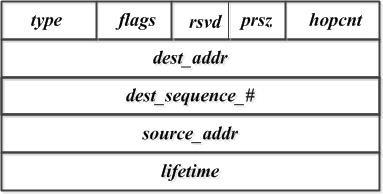 type flags rsvd prsz hopcnt
dest_addr
dest_sequence_#
source_addr
lifetime